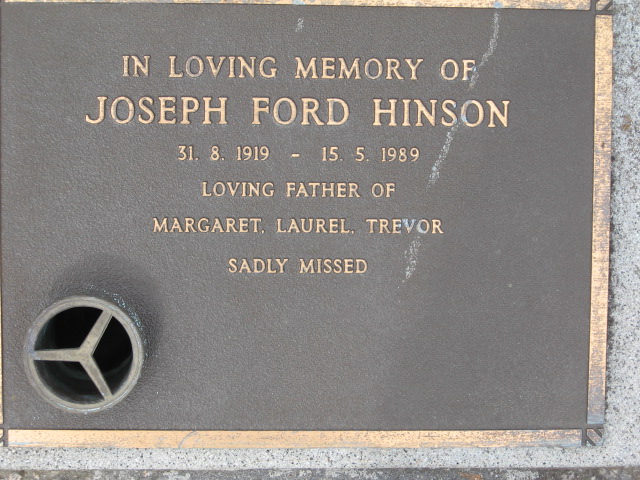 IN LOVING MEMORY OF
JOSEPH FORD HINSON
31. 8. 1919 - 15. 5. 1989
LOVING FATHER OF
MARGARET, LAUREL, TREVOR
SADLY MISSED